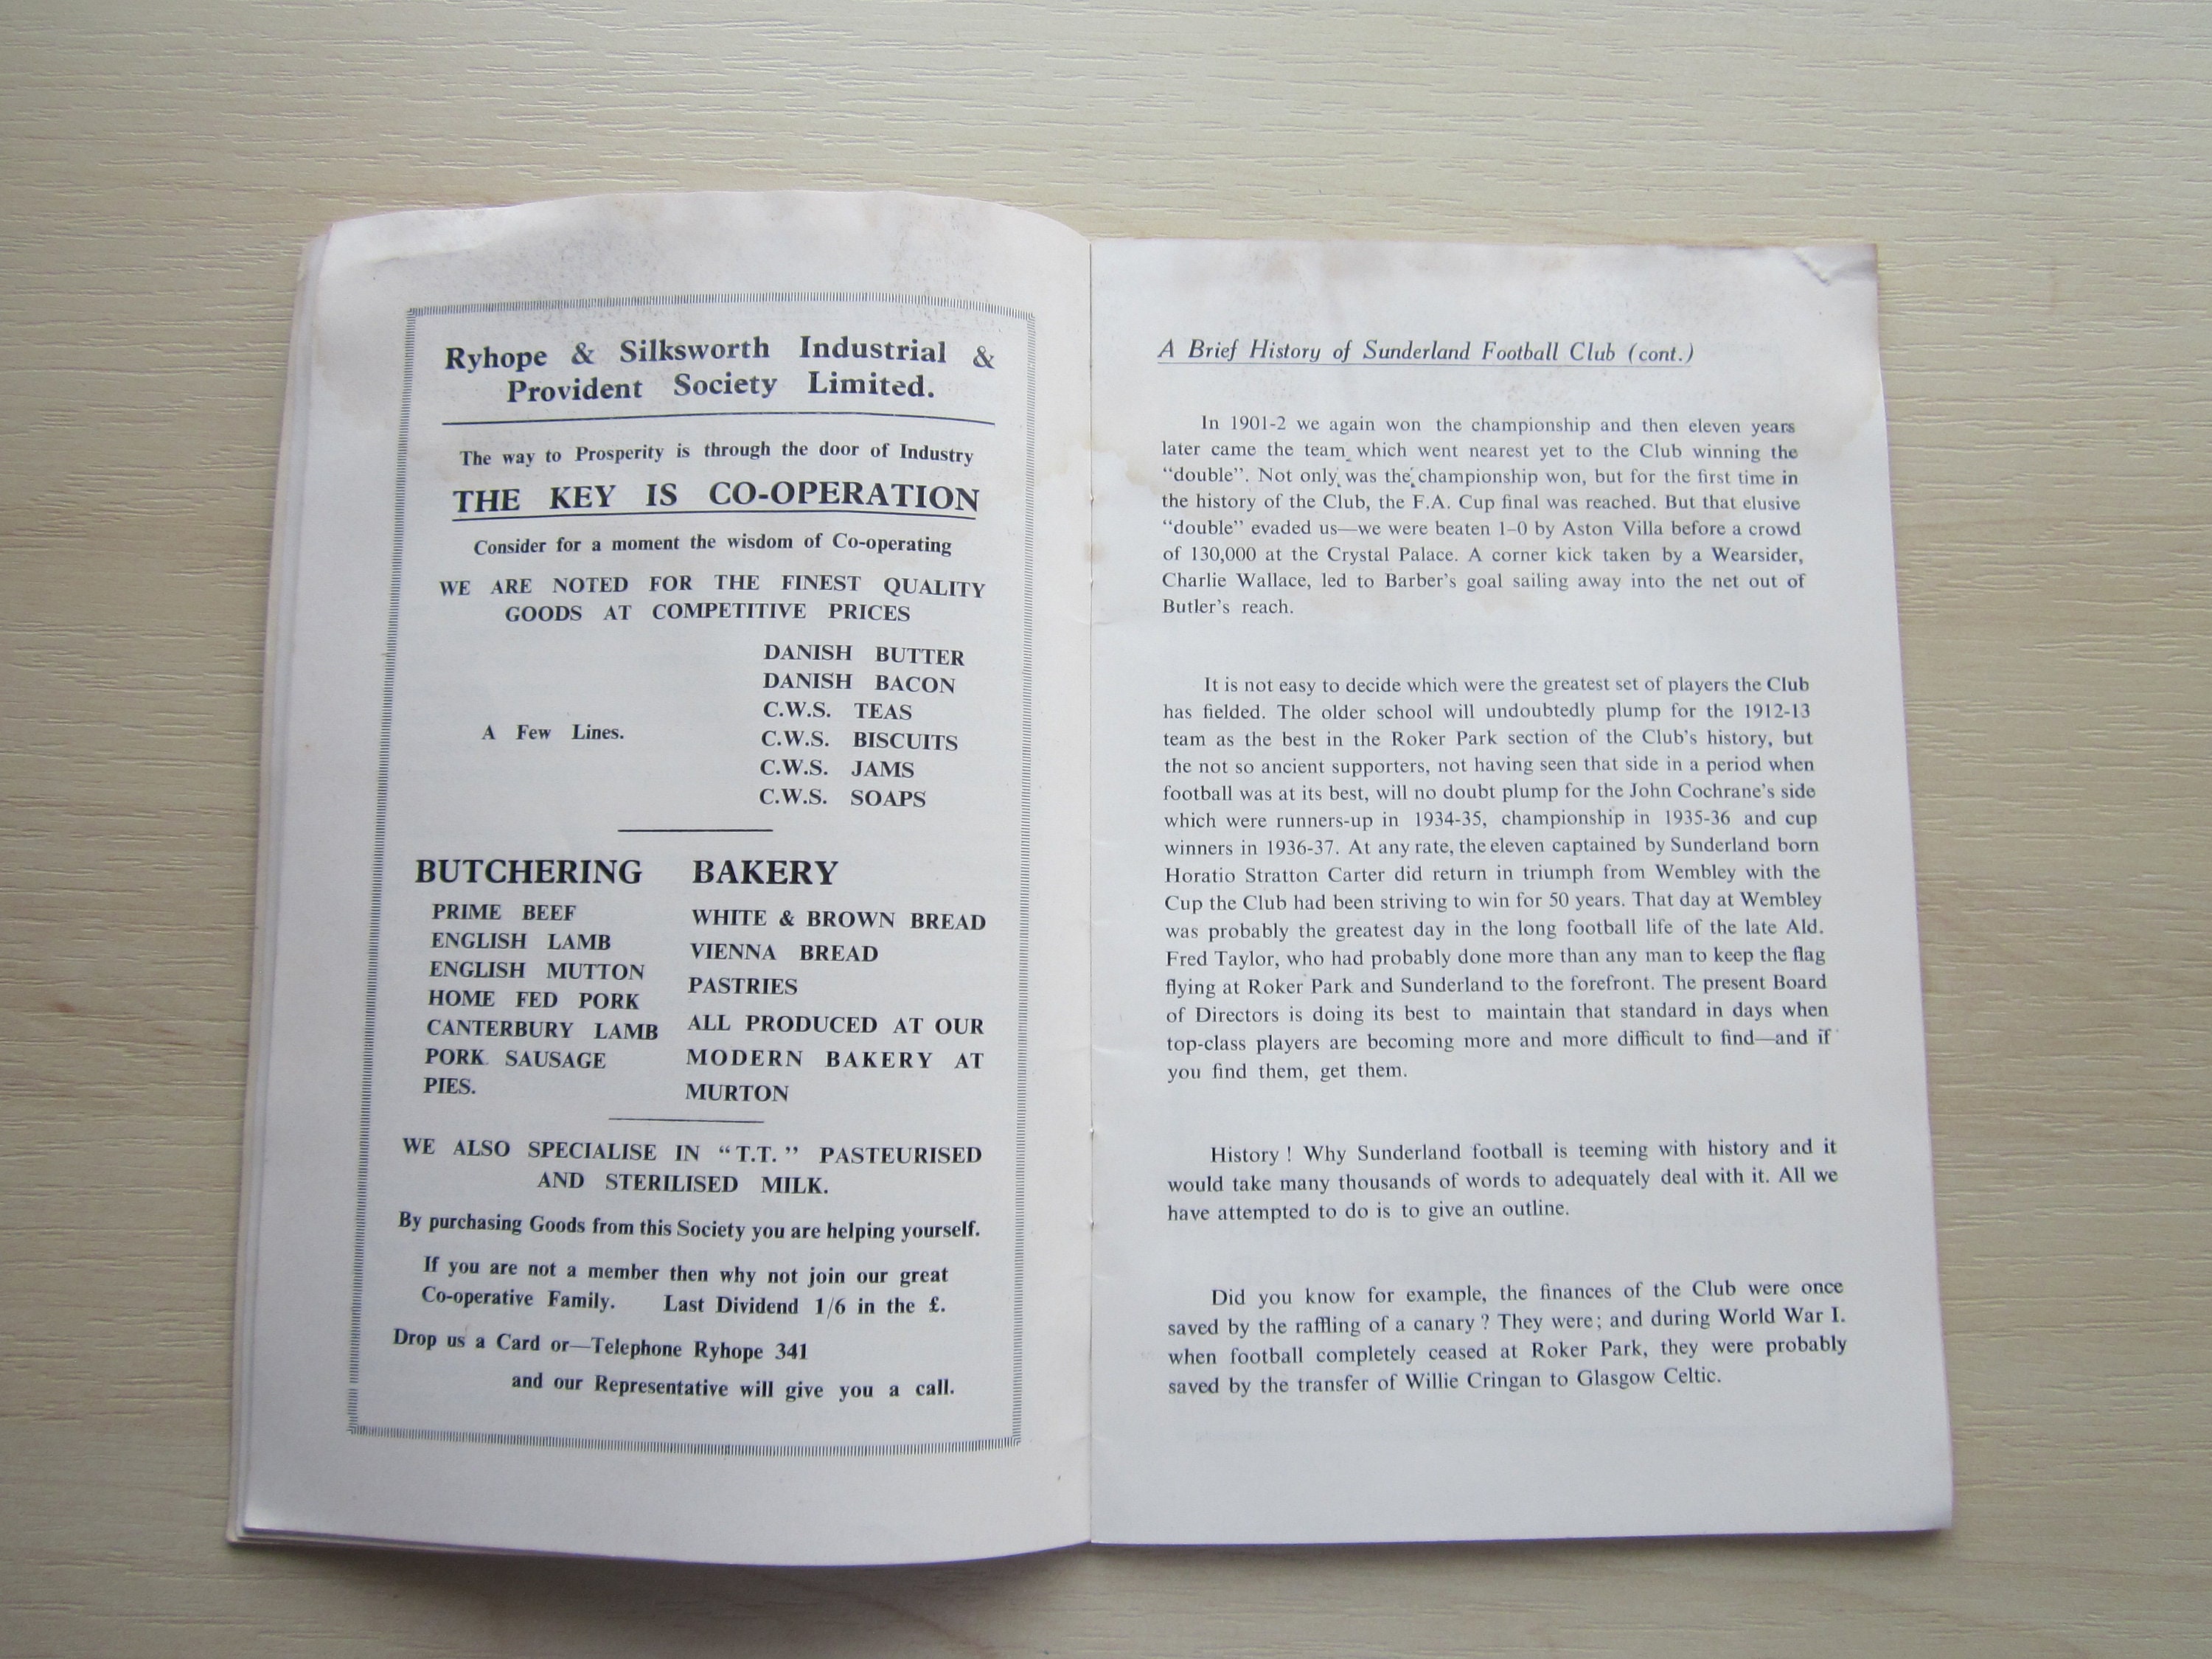 Ryhope & Silksworth Industrial &
Provident Society Limited.
The way to Prosperity is through the door of Industry
THE KEY IS CO-OPERATION
Consider for a moment the wisdom of Co-operating
WE ARE NOTED FOR THE FINEST QUALITY
GOODS AT COMPETITIVE PRICES
A Few Lines.
DANISH BUTTER
DANISH BACON
C.W.S. TEAS
C.W.S. BISCUITS
C.W.S. JAMS
C.W.S. SOAPS
BUTCHERING
PRIME BEEF
ENGLISH LAMB
ENGLISH MUTTON
HOME FED PORK
CANTERBURY LAMB
PORK SAUSAGE
PIES.
BAKERY
WHITE & BROWN BREAD
VIENNA BREAD
PASTRIES
ALL PRODUCED AT OUR
MODERN BAKERY AT
MURTON
WE ALSO SPECIALISE IN "T.T." PASTEURISED
AND STERILISED MILK.
By purchasing Goods from this Society you are helping yourself.
If you are not a member then why not join our great
Co-operative Family. Last Dividend 1/6 in the £.
Drop us a Card or—Telephone Ryhope 341
and our Representative will give you a call.
A Brief History of Sunderland Football Club (cont.)
In 1901-2 we again won the championship and then eleven years
later came the team which went nearest yet to the Club winning the
"double". Not only was the championship won, but for the first time in
the history of the Club, the F.A. Cup final was reached. But that elusive
"double" evaded us—we were beaten 1–0 by Aston Villa before a crowd
of 130,000 at the Crystal Palace. A corner kick taken by a Wearsider,
Charlie Wallace, led to Barber's goal sailing away into the net out of
Butler's reach.
It is not easy to decide which were the greatest set of players the Club
has fielded. The older school will undoubtedly plump for the 1912-13
team as the best in the Roker Park section of the Club's history, but
the not so ancient supporters, not having seen that side in a period when
football was at its best, will no doubt plump for the John Cochrane's side
which were runners-up in 1934-35, championship in 1935-36 and cup
winners in 1936-37. At any rate, the eleven captained by Sunderland born
Horatio Stratton Carter did return in triumph from Wembley with the
Cup the Club had been striving to win for 50 years. That day at Wembley
was probably the greatest day in the long football life of the late Ald.
Fred Taylor, who had probably done more than any man to keep the flag
flying at Roker Park and Sunderland to the forefront. The present Board
of Directors is doing its best to maintain that standard in days when
top-class players are becoming more and more difficult to find—and if
you find them, get them.
History ! Why Sunderland football is teeming with history and it
would take many thousands of words to adequately deal with it. All we
have attempted to do is to give an outline.
Did you know for example, the finances of the Club were once
saved by the raffling of a canary ? They were ; and during World War I.
when football completely ceased at Roker Park, they were probably
saved by the transfer of Willie Cringan to Glasgow Celtic.